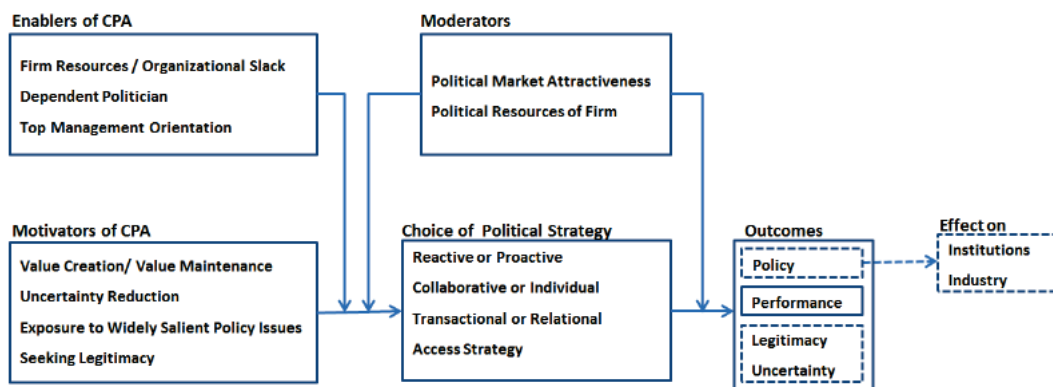 Enablers of CPA
Firm Resources / Organizational Slack
Dependent Politician
Top Management Orientation
Moderators
Political Market Attractiveness
Political Resources of Firm
Motivators of CPA
Value Creation/ Value Maintenance
Uncertainty Reduction
Exposure to Widely Salient Policy Issues
Seeking Legitimacy
Choice of Political Strategy
Reactive or Proactive
Collaborative or Individual
Transactional or Relational
Access Strategy
Outcomes
Policy
Performance
Legitimacy
Uncertainty
Effect on
Institutions
Industry